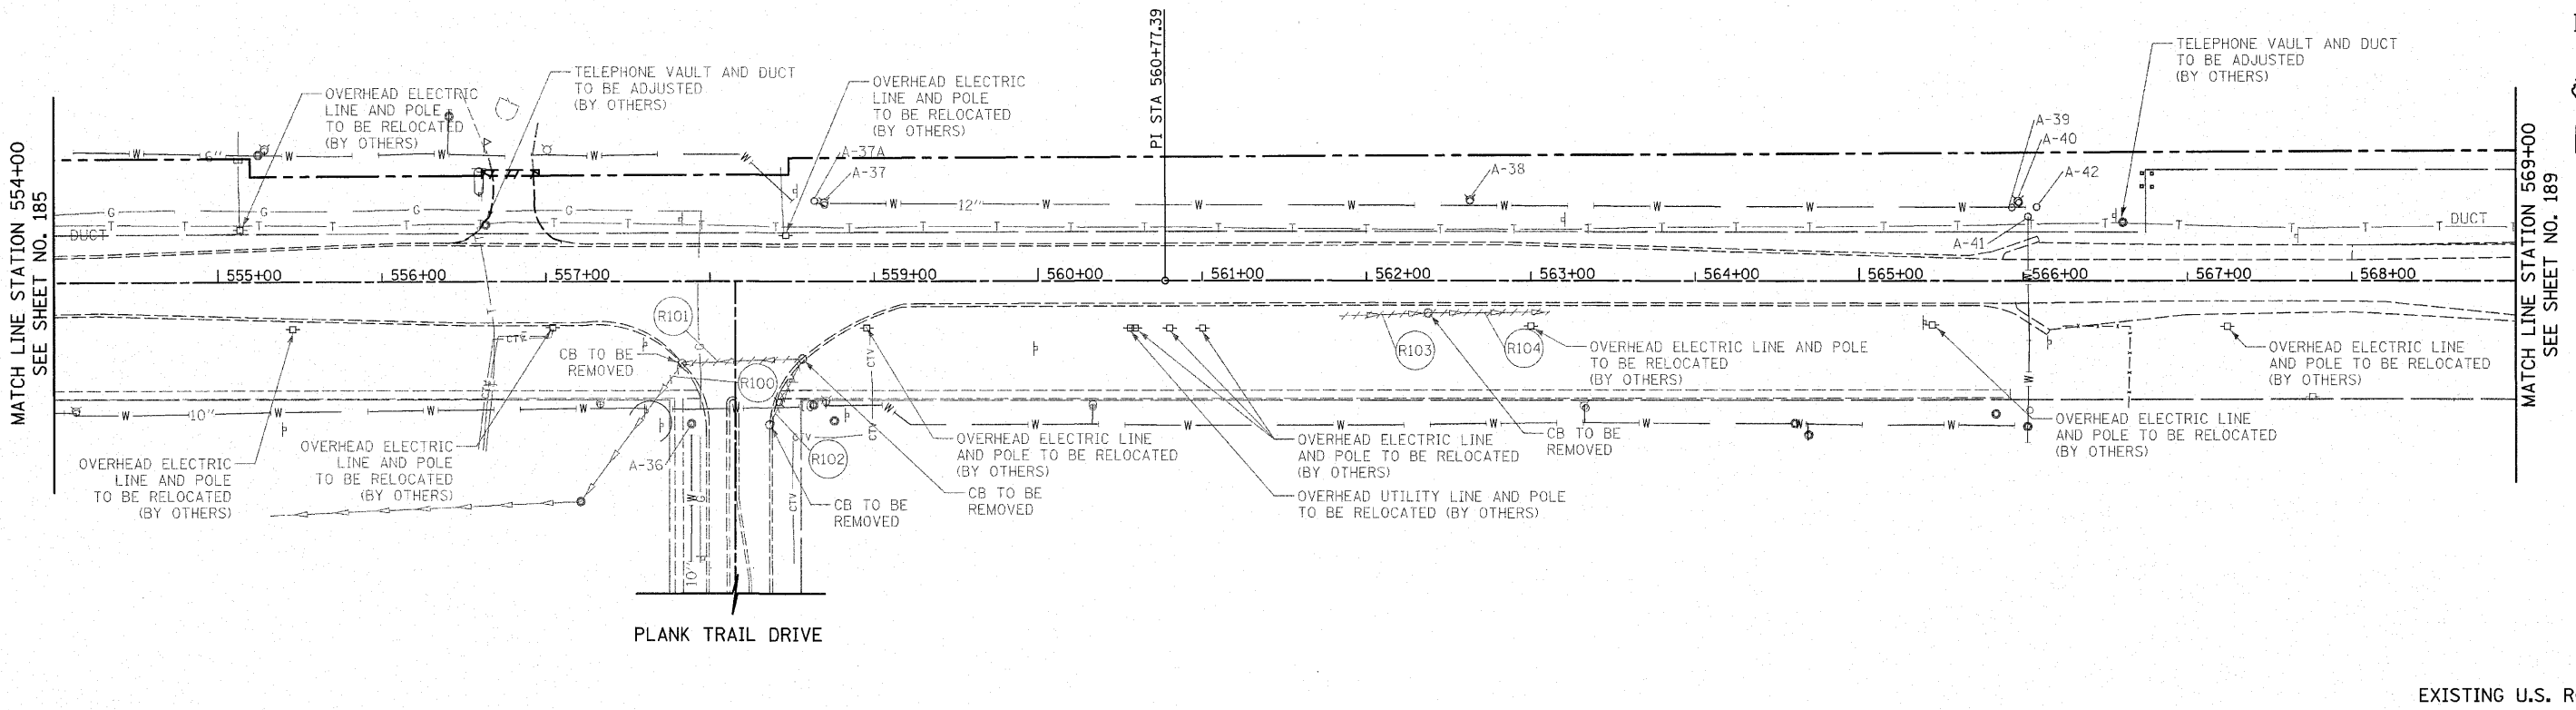 MATCH LINE STATION 554+00
SEE SHEET NO. 185
OVERHEAD ELECTRIC
LINE AND POLE
TO BE RELOCATED
(BY OTHERS)
TELEPHONE VAULT AND DUCT
TO BE ADJUSTED
(BY OTHERS)
OVERHEAD ELECTRIC
LINE AND POLE
TO BE RELOCATED
(BY OTHERS)
A-37A
A-37
PI STA 560+77.39
A-38
A-39
A-40
A-42
A-41
TELEPHONE VAULT AND DUCT
TO BE ADJUSTED
(BY OTHERS)
MATCH LINE STATION 569+00
SEE SHEET NO. 189
12"
DUCT
DUCT
555+00
556+00
557+00
559+00
560+00
561+00
562+00
563+00
564+00
565+00
566+00
567+00
568+00
R101
R100
R102
R103
R104
CB TO BE
REMOVED
CTV
CTV
CTV
CTV
CTV
10"
10"
A-36
OVERHEAD ELECTRIC
LINE AND POLE
TO BE RELOCATED
(BY OTHERS)
OVERHEAD ELECTRIC
LINE AND POLE
TO BE RELOCATED
(BY OTHERS)
CB TO BE
REMOVED
OVERHEAD ELECTRIC LINE
AND POLE TO BE RELOCATED
(BY OTHERS)
CB TO BE
REMOVED
OVERHEAD ELECTRIC LINE
AND POLE TO BE RELOCATED
(BY OTHERS)
OVERHEAD UTILITY LINE AND POLE
TO BE RELOCATED (BY OTHERS)
CB TO BE
REMOVED
OVERHEAD ELECTRIC LINE AND POLE
TO BE RELOCATED
(BY OTHERS)
OVERHEAD ELECTRIC LINE
AND POLE TO BE RELOCATED
(BY OTHERS)
OVERHEAD ELECTRIC LINE
AND POLE TO BE RELOCATED
(BY OTHERS)
PLANK TRAIL DRIVE
EXISTING U.S.